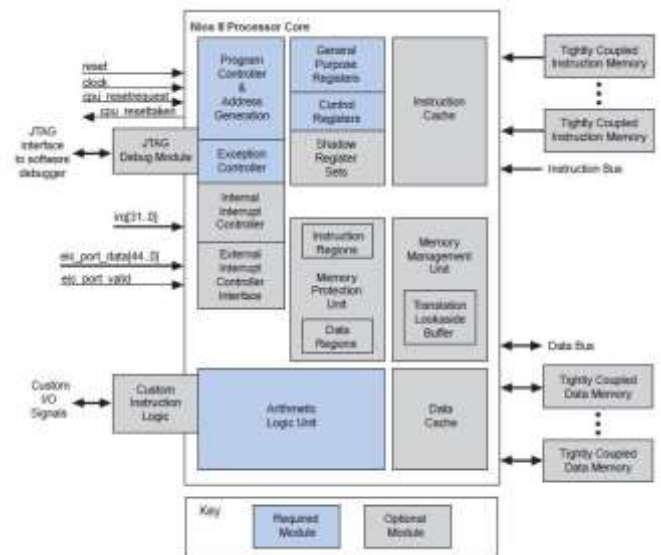 Nios II Processor Core
reset
clock
cpu_resetrequest
cpu_resettaken
JTAG
interface
to software
debugger
JTAG
Debug Module
Program
Controller
&
Address
Generation
Exception
Controller
Internal
Interrupt
Controller
External
Interrupt
Controller
Interface
irq[31..0]
eic_port_data[44..0]
eic_port_valid
General
Purpose
Registers
Control
Registers
Shadow
Register
Sets
Instruction
Cache
Tightly Coupled
Instruction Memory
Tightly Coupled
Instruction Memory
Instruction Bus
Instruction
Regions
Memory
Protection
Unit
Data
Regions
Memory
Management
Unit
Translation
Lookaside
Buffer
Data Bus
Custom
I/O
Signals
Custom
Instruction
Logic
Arithmetic
Logic Unit
Data
Cache
Tightly Coupled
Data Memory
Tightly Coupled
Data Memory
Key
Required
Module
Optional
Module